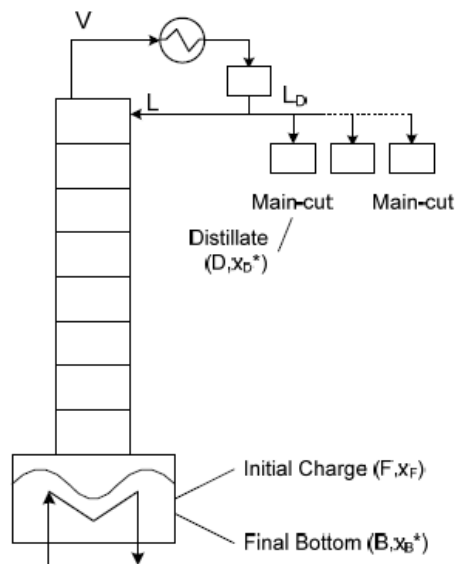 V
L
L_D
Main-cut
Main-cut
Distillate
(D,x_D*)
Initial Charge (F,x_F)
Final Bottom (B,x_B*)